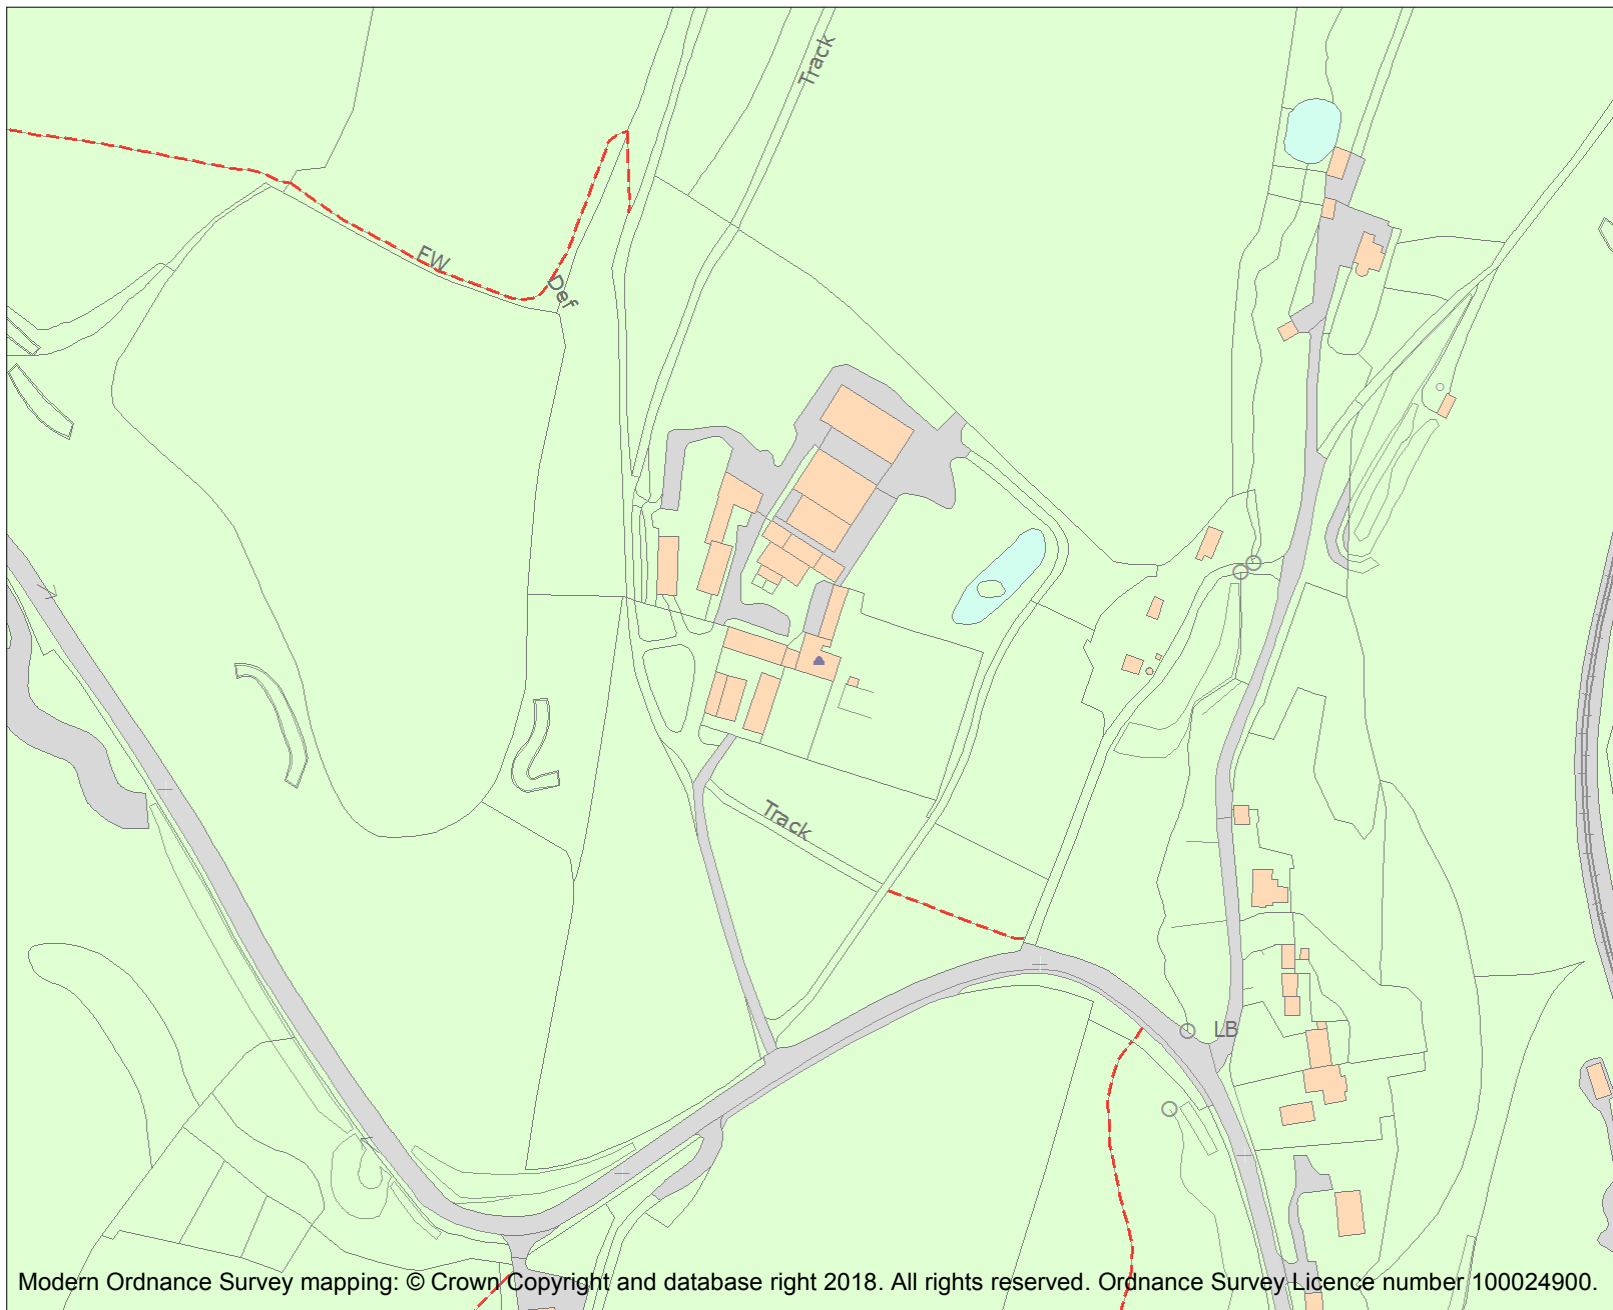 Track
FW
Def
Track
LB
Modern Ordnance Survey mapping: © Crown Copyright and database right 2018. All rights reserved. Ordnance Survey Licence number 100024900.